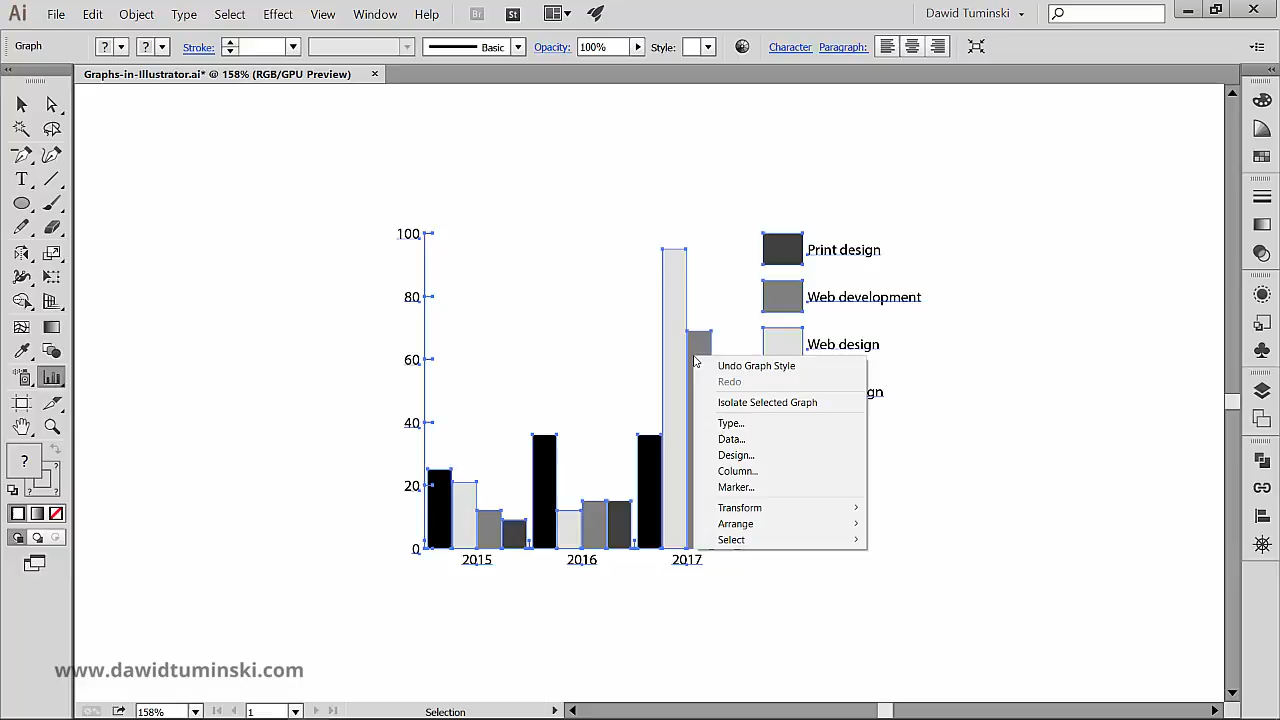 Ai File Edit Object Type Select Effect View Window Help Br St Dawid Tuminski
Graph ? ? Stroke: Basic Opacity: 100% Style: Character Paragraph:
Graphs-in-Illustrator.ai* @ 158% (RGB/GPU Preview)
100
80
60
40
20
0
2015 2016 2017
Print design
Web development
Web design
gn
Undo Graph Style
Redo
Isolate Selected Graph
Type...
Data...
Design...
Column...
Marker...
Transform
Arrange
Select
T
?
?
?
www.dawidtuminski.com
158% 1 Selection